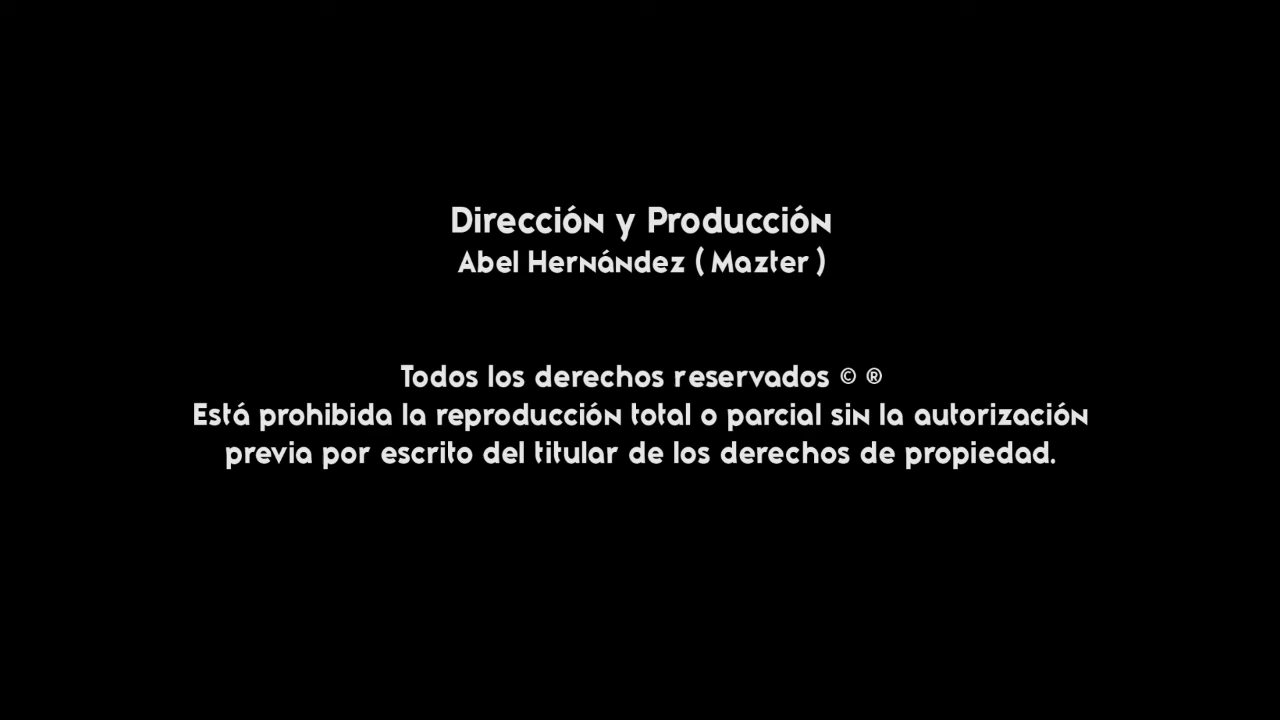 Dirección y Producción
Abel Hernández ( Mazter )
Todos los derechos reservados © ®
Está prohibida la reproducción total o parcial sin la autorización
previa por escrito del titular de los derechos de propiedad.